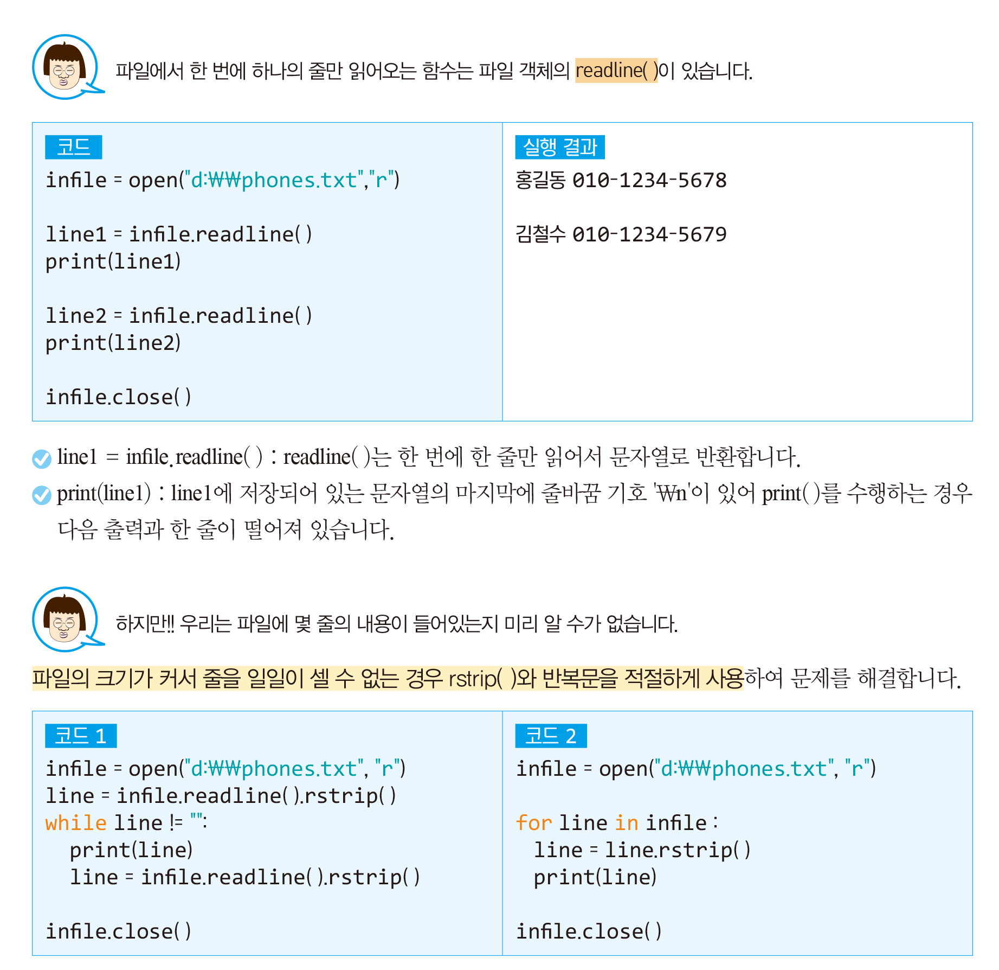 파일에서 한 번에 하나의 줄만 읽어오는 함수는 파일 객체의 readline( )이 있습니다.
코드
infile = open("d:₩₩phones.txt","r")
line1 = infile.readline( )
print(line1)
line2 = infile.readline( )
print(line2)
infile.close( )
실행 결과
홍길동 010-1234-5678
김철수 010-1234-5679
line1 = infile.readline( ) : readline( )는 한 번에 한 줄만 읽어서 문자열로 반환합니다.
print(line1) : line1에 저장되어 있는 문자열의 마지막에 줄바꿈 기호 '₩n'이 있어 print( )를 수행하는 경우
다음 출력과 한 줄이 떨어져 있습니다.
하지만!! 우리는 파일에 몇 줄의 내용이 들어있는지 미리 알 수가 없습니다.
파일의 크기가 커서 줄을 일일이 셀 수 없는 경우 rstrip( )와 반복문을 적절하게 사용하여 문제를 해결합니다.
코드 1
infile = open("d:₩₩phones.txt", "r")
line = infile.readline( ).rstrip( )
while line != "":
print(line)
line = infile.readline( ).rstrip( )
infile.close( )
코드 2
infile = open("d:₩₩phones.txt", "r")
for line in infile :
line = line.rstrip( )
print(line)
infile.close( )